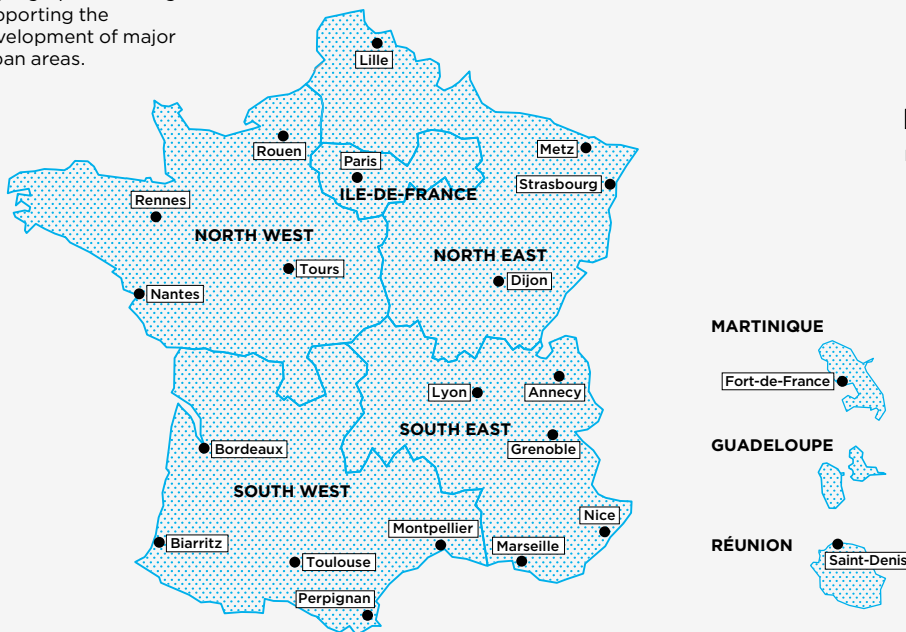 pporting the
velopment of major
an areas.
Lille
Rouen
Paris
Metz
Strasbourg
ILE-DE-FRANCE
Rennes
NORTH WEST
NORTH EAST
Tours
Dijon
Nantes
MARTINIQUE
Fort-de-France
Lyon
Annecy
SOUTH EAST
Bordeaux
Grenoble
GUADELOUPE
SOUTH WEST
Nice
Montpellier
Biarritz
Marseille
RÉUNION
Toulouse
Saint-Denis
Perpignan